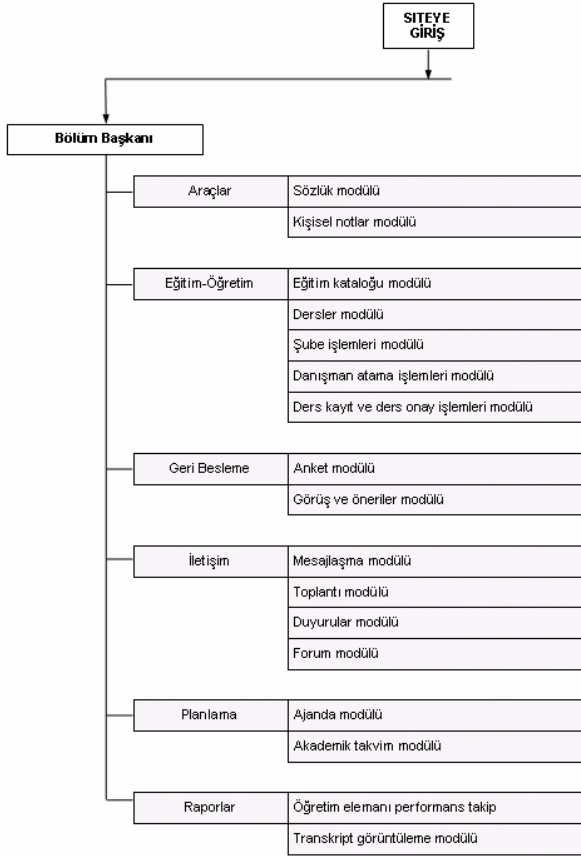 SITEYE
GİRİŞ
Bölüm Başkanı
Araçlar
Sözlük modülü
Kişisel notlar modülü
Eğitim-Öğretim
Eğitim kataloğu modülü
Dersler modülü
Şube işlemleri modülü
Danışman atama işlemleri modülü
Ders kayıt ve ders onay işlemleri modülü
Geri Besleme
Anket modülü
Görüş ve öneriler modülü
İletişim
Mesajlaşma modülü
Toplantı modülü
Duyurular modülü
Forum modülü
Planlama
Ajanda modülü
Akademik takvim modülü
Raporlar
Öğretim elemanı performans takip
Transkript görüntüleme modülü